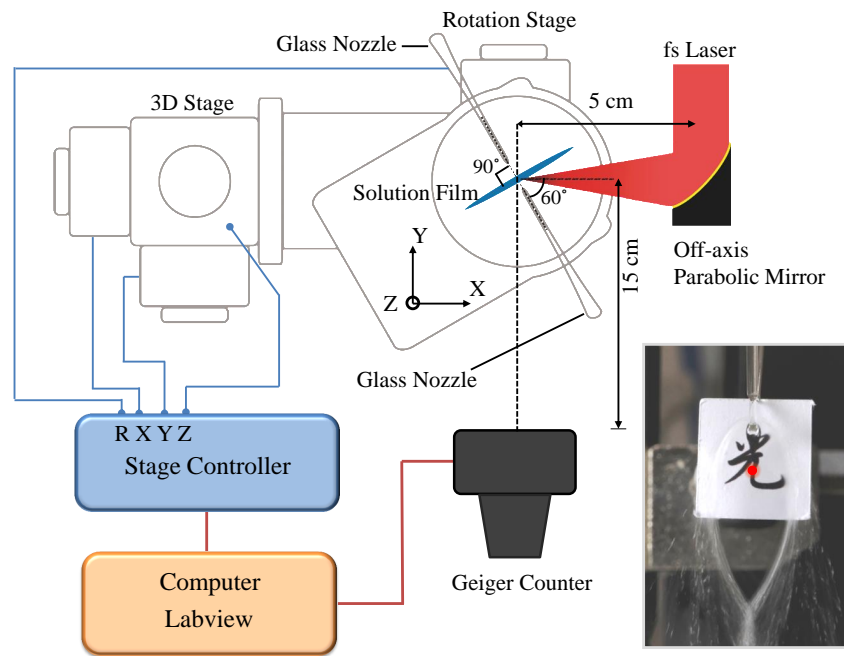 Rotation Stage
Glass Nozzle
fs Laser
3D Stage
5 cm
90°
Solution Film
60°
Y
X
Z
15 cm
Off-axis
Parabolic Mirror
Glass Nozzle
R X Y Z
Stage Controller
光
Computer
Labview
Geiger Counter